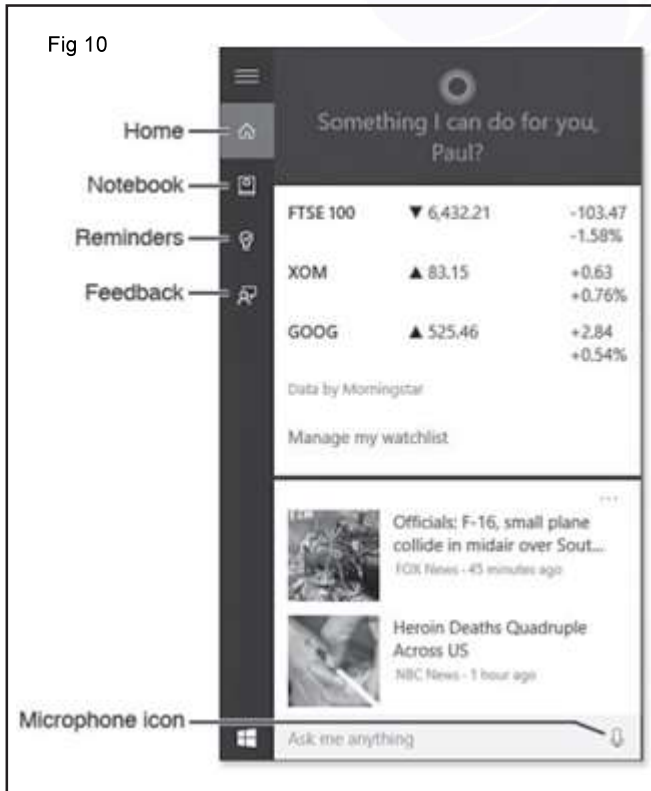 Fig 10
Something I can do for you,
Paul?
Home
Notebook
Reminders
Feedback
FTSE 100 ▼ 6,432.21 -103.47
-1.58%
XOM ▲ 83.15 +0.63
+0.76%
GOOG ▲ 525.46 +2.84
+0.54%
Data by Morningstar
Manage my watchlist
...
Officials: F-16, small plane
collide in midair over Sout...
FOX News - 45 minutes ago
Heroin Deaths Quadruple
Across US
NBC News - 1 hour ago
Microphone icon
Ask me anything